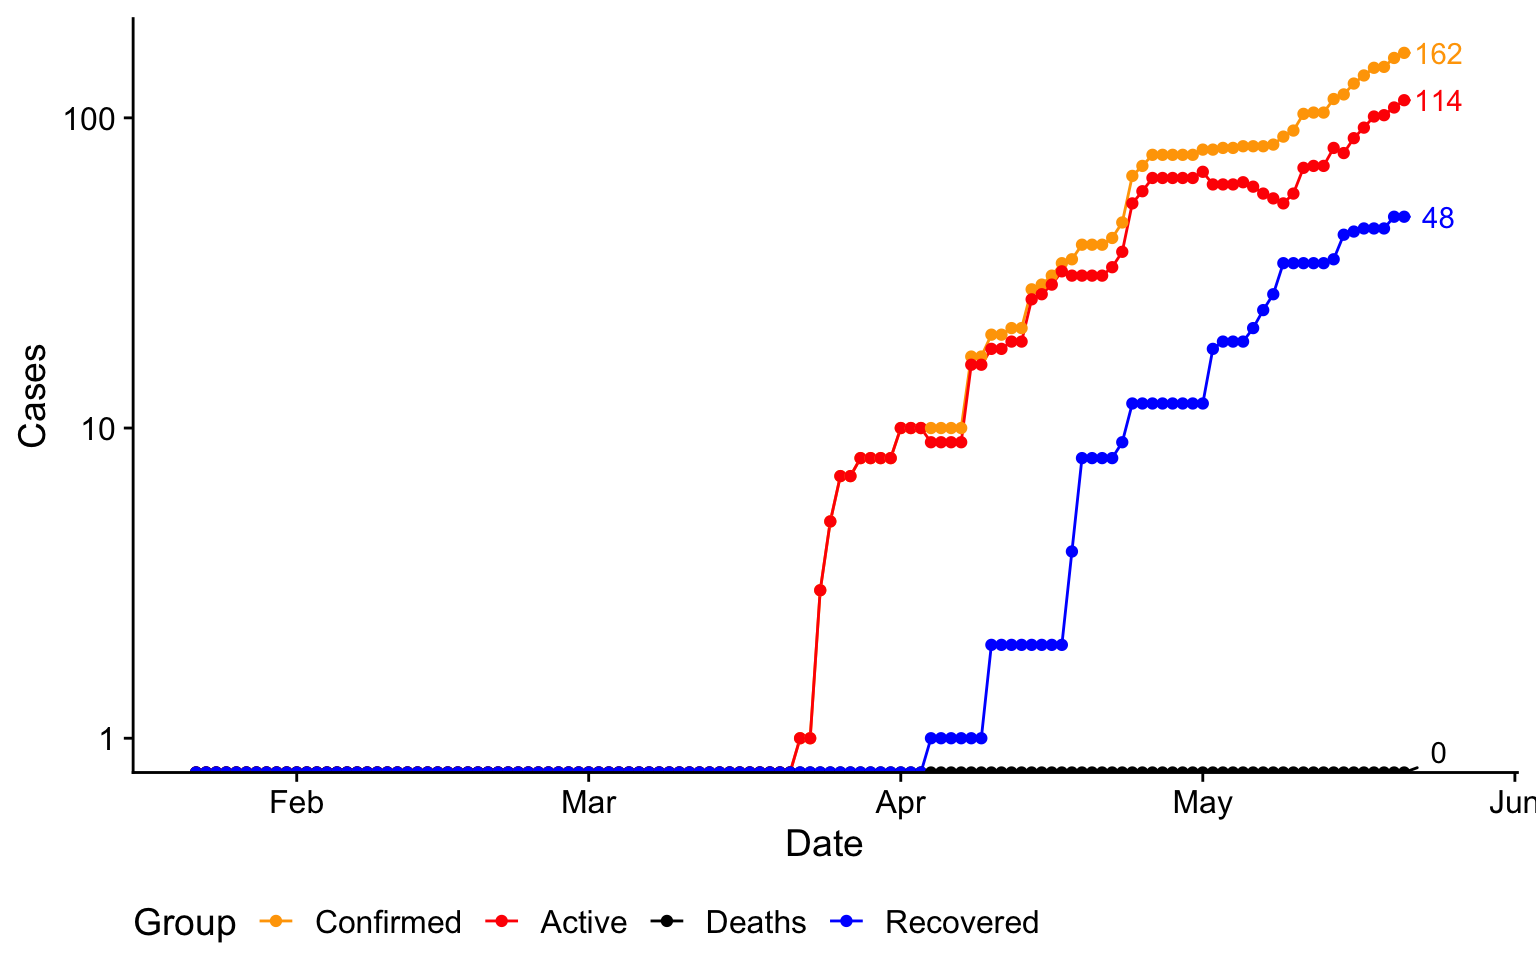 162
114
100
48
Cases
10
1
0
Feb Mar Apr May Jun
Date
Group Confirmed Active Deaths Recovered